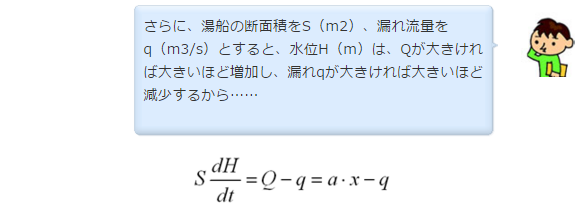 さらに、湯船の断面積をS（m2）、漏れ流量を
q（m3/s）とすると、水位H（m）は、Qが大きけれ
ば大きいほど増加し、漏れqが大きければ大きいほど
減少するから……
S dH/dt = Q − q = a · x − q